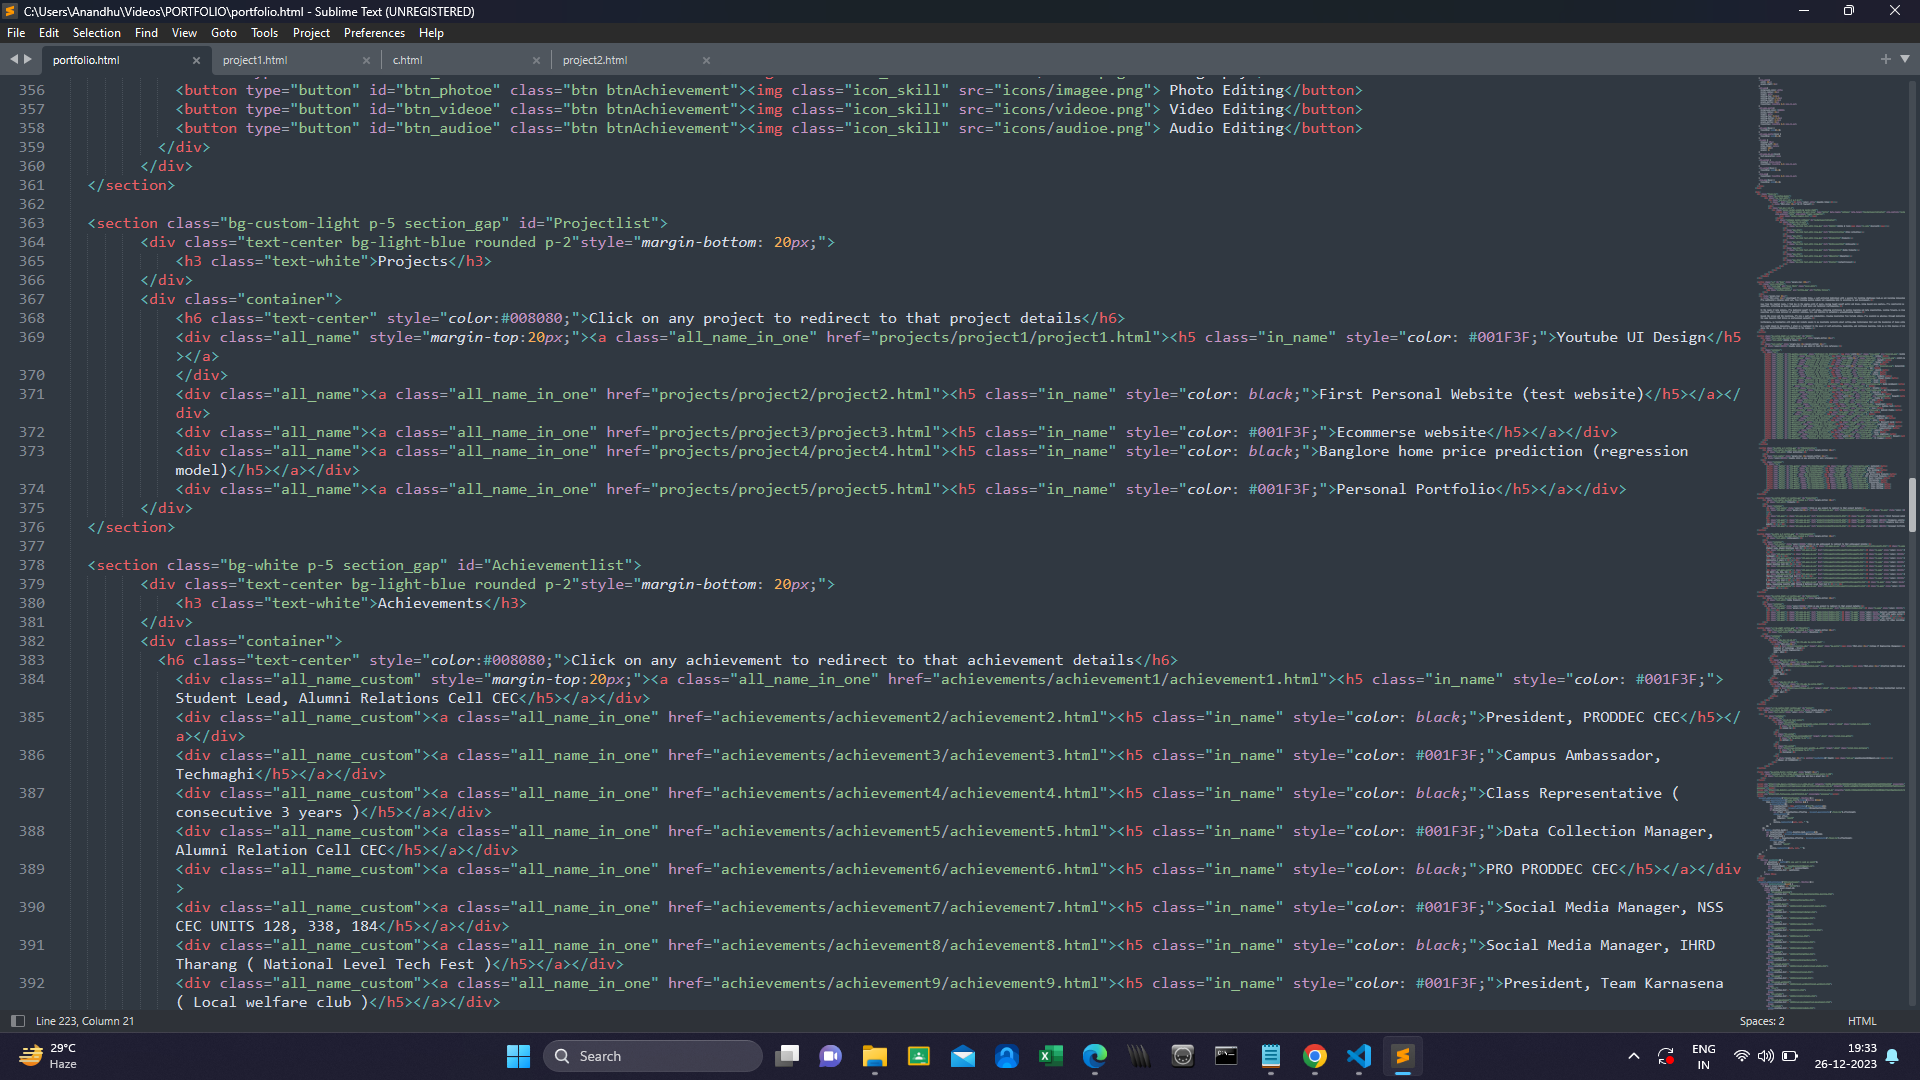 C:\Users\Anandhu\Videos\PORTFOLIO\portfolio.html - Sublime Text (UNREGISTERED)
File Edit Selection Find View Goto Tools Project Preferences Help
portfolio.html project1.html c.html project2.html
356 <button type="button" id="btn_photoe" class="btn btnAchievement"><img class="icon_skill" src="icons/imagee.png"> Photo Editing</button>
357 <button type="button" id="btn_videoe" class="btn btnAchievement"><img class="icon_skill" src="icons/videoe.png"> Video Editing</button>
358 <button type="button" id="btn_audioe" class="btn btnAchievement"><img class="icon_skill" src="icons/audioe.png"> Audio Editing</button>
359 </div>
360 </div>
361 </section>
362
363 <section class="bg-custom-light p-5 section_gap" id="Projectlist">
364 <div class="text-center bg-light-blue rounded p-2"style="margin-bottom: 20px;">
365 <h3 class="text-white">Projects</h3>
366 </div>
367 <div class="container">
368 <h6 class="text-center" style="color:#008080;">Click on any project to redirect to that project details</h6>
369 <div class="all_name" style="margin-top:20px;"><a class="all_name_in_one" href="projects/project1/project1.html"><h5 class="in_name" style="color: #001F3F;">Youtube UI Design</h5
></a>
370 </div>
371 <div class="all_name"><a class="all_name_in_one" href="projects/project2/project2.html"><h5 class="in_name" style="color: black;">First Personal Website (test website)</h5></a></
div>
372 <div class="all_name"><a class="all_name_in_one" href="projects/project3/project3.html"><h5 class="in_name" style="color: #001F3F;">Ecommerse website</h5></a></div>
373 <div class="all_name"><a class="all_name_in_one" href="projects/project4/project4.html"><h5 class="in_name" style="color: black;">Banglore home price prediction (regression
model)</h5></a></div>
374 <div class="all_name"><a class="all_name_in_one" href="projects/project5/project5.html"><h5 class="in_name" style="color: #001F3F;">Personal Portfolio</h5></a></div>
375 </div>
376 </section>
377
378 <section class="bg-white p-5 section_gap" id="Achievementlist">
379 <div class="text-center bg-light-blue rounded p-2"style="margin-bottom: 20px;">
380 <h3 class="text-white">Achievements</h3>
381 </div>
382 <div class="container">
383 <h6 class="text-center" style="color:#008080;">Click on any achievement to redirect to that achievement details</h6>
384 <div class="all_name_custom" style="margin-top:20px;"><a class="all_name_in_one" href="achievements/achievement1/achievement1.html"><h5 class="in_name" style="color: #001F3F;">
Student Lead, Alumni Relations Cell CEC</h5></a></div>
385 <div class="all_name_custom"><a class="all_name_in_one" href="achievements/achievement2/achievement2.html"><h5 class="in_name" style="color: black;">President, PRODDEC CEC</h5></
a></div>
386 <div class="all_name_custom"><a class="all_name_in_one" href="achievements/achievement3/achievement3.html"><h5 class="in_name" style="color: #001F3F;">Campus Ambassador,
Techmaghi</h5></a></div>
387 <div class="all_name_custom"><a class="all_name_in_one" href="achievements/achievement4/achievement4.html"><h5 class="in_name" style="color: black;">Class Representative (
consecutive 3 years )</h5></a></div>
388 <div class="all_name_custom"><a class="all_name_in_one" href="achievements/achievement5/achievement5.html"><h5 class="in_name" style="color: #001F3F;">Data Collection Manager,
Alumni Relation Cell CEC</h5></a></div>
389 <div class="all_name_custom"><a class="all_name_in_one" href="achievements/achievement6/achievement6.html"><h5 class="in_name" style="color: black;">PRO PRODDEC CEC</h5></a></div
>
390 <div class="all_name_custom"><a class="all_name_in_one" href="achievements/achievement7/achievement7.html"><h5 class="in_name" style="color: #001F3F;">Social Media Manager, NSS
CEC UNITS 128, 338, 184</h5></a></div>
391 <div class="all_name_custom"><a class="all_name_in_one" href="achievements/achievement8/achievement8.html"><h5 class="in_name" style="color: black;">Social Media Manager, IHRD
Tharang ( National Level Tech Fest )</h5></a></div>
392 <div class="all_name_custom"><a class="all_name_in_one" href="achievements/achievement9/achievement9.html"><h5 class="in_name" style="color: #001F3F;">President, Team Karnasena
( Local welfare club )</h5></a></div>
Line 223, Column 21 Spaces: 2 HTML
29°C
Haze
Search
ENG
IN
19:33
26-12-2023